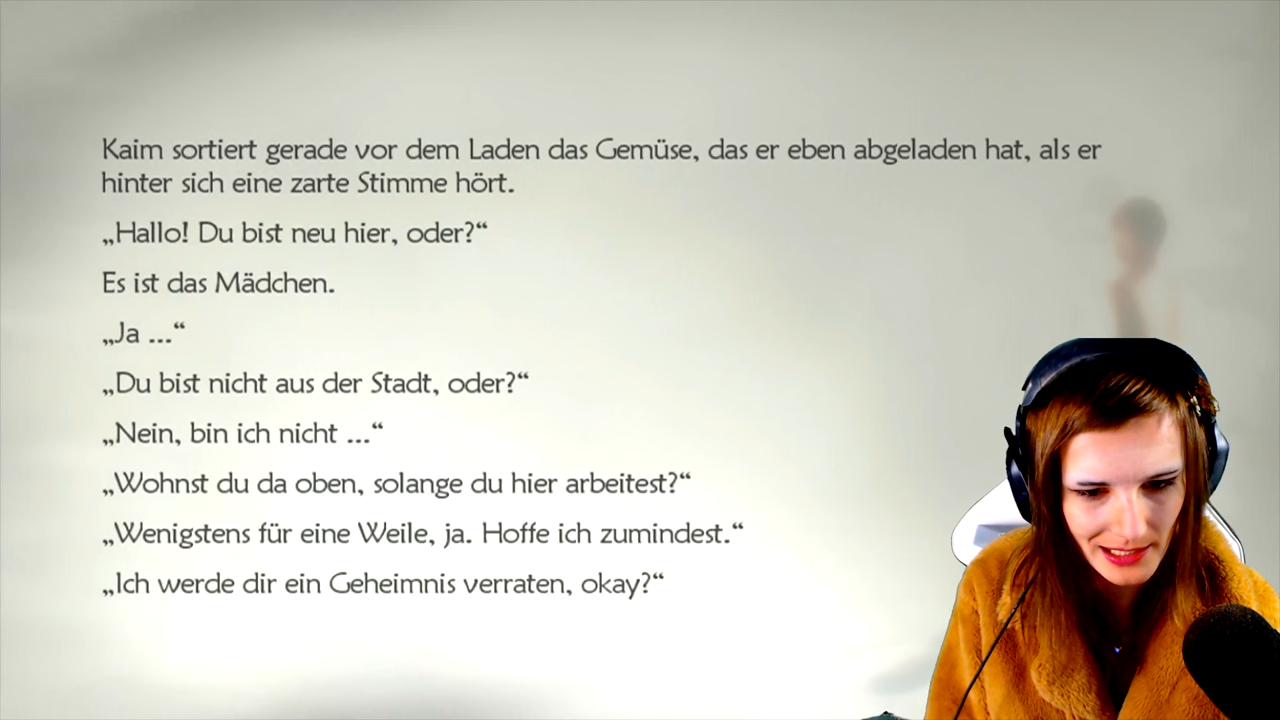 Kaim sortiert gerade vor dem Laden das Gemüse, das er eben abgeladen hat, als er
hinter sich eine zarte Stimme hört.
„Hallo! Du bist neu hier, oder?“
Es ist das Mädchen.
„Ja ...“
„Du bist nicht aus der Stadt, oder?“
„Nein, bin ich nicht ...“
„Wohnst du da oben, solange du hier arbeitest?“
„Wenigstens für eine Weile, ja. Hoffe ich zumindest.“
„Ich werde dir ein Geheimnis verraten, okay?“